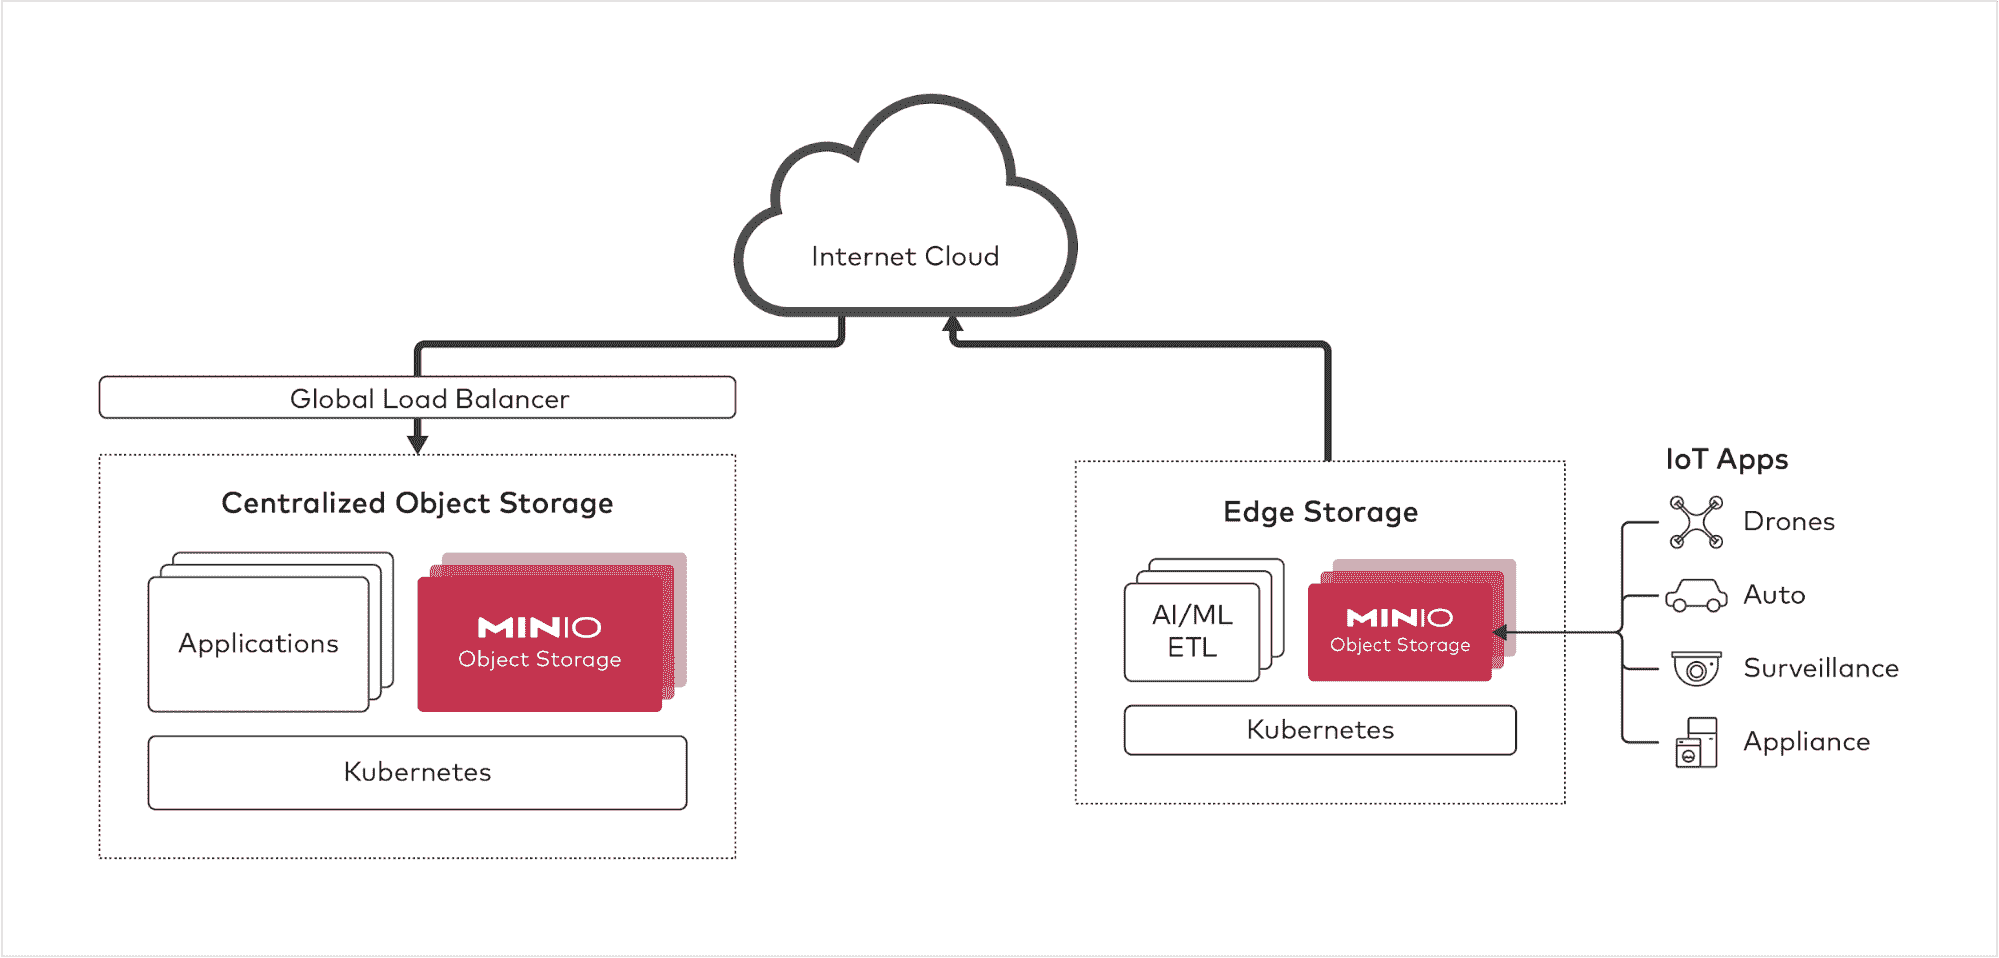 Internet Cloud
Global Load Balancer
Centralized Object Storage
Applications
MINIO
Object Storage
Kubernetes
Edge Storage
AI/ML
ETL
MINIO
Object Storage
Kubernetes
IoT Apps
Drones
Auto
Surveillance
Appliance